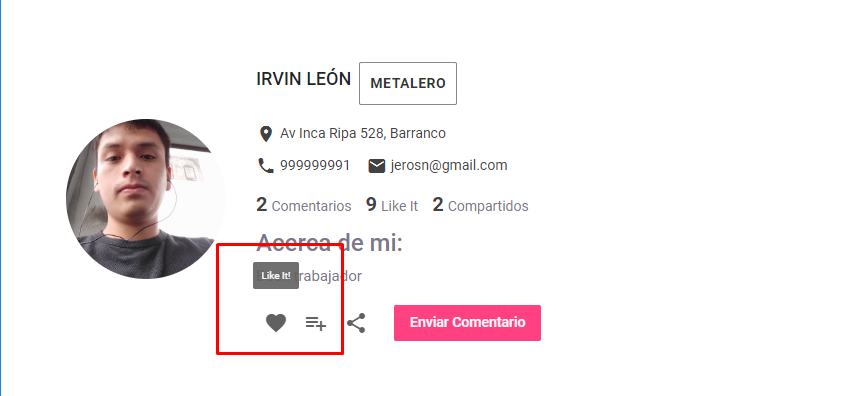 IRVIN LEÓN METALERO
Av Inca Ripa 528, Barranco
999999991 jerosn@gmail.com
2 Comentarios 9 Like It 2 Compartidos
Acerca de mi:
Like It! trabajador
Enviar Comentario